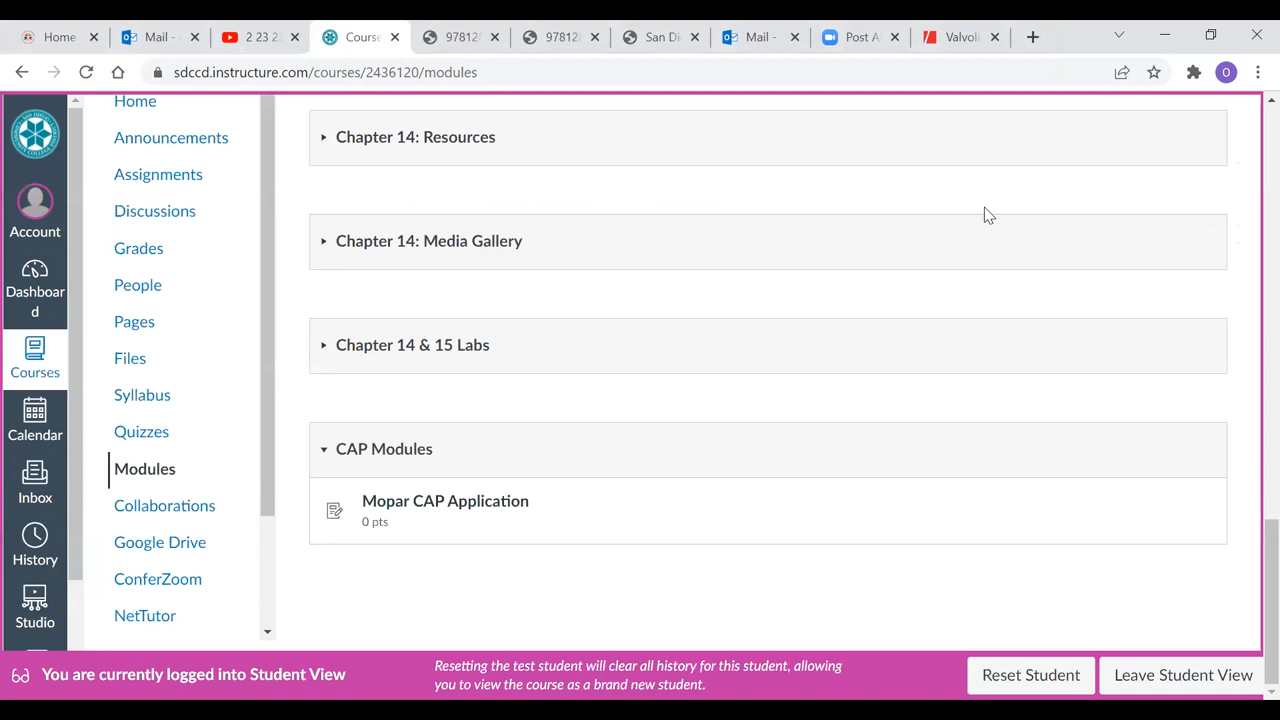 Home
Mail -
2 23 2
Course
97812
97812
San Di
Mail -
Post A
Valvoli
sdccd.instructure.com/courses/2436120/modules
O
Account
Dashboar
d
Courses
Calendar
Inbox
History
Studio
Home
Announcements
Assignments
Discussions
Grades
People
Pages
Files
Syllabus
Quizzes
Modules
Collaborations
Google Drive
ConferZoom
NetTutor
Chapter 14: Resources
Chapter 14: Media Gallery
Chapter 14 & 15 Labs
CAP Modules
Mopar CAP Application
0 pts
You are currently logged into Student View
Resetting the test student will clear all history for this student, allowing
you to view the course as a brand new student.
Reset Student
Leave Student View